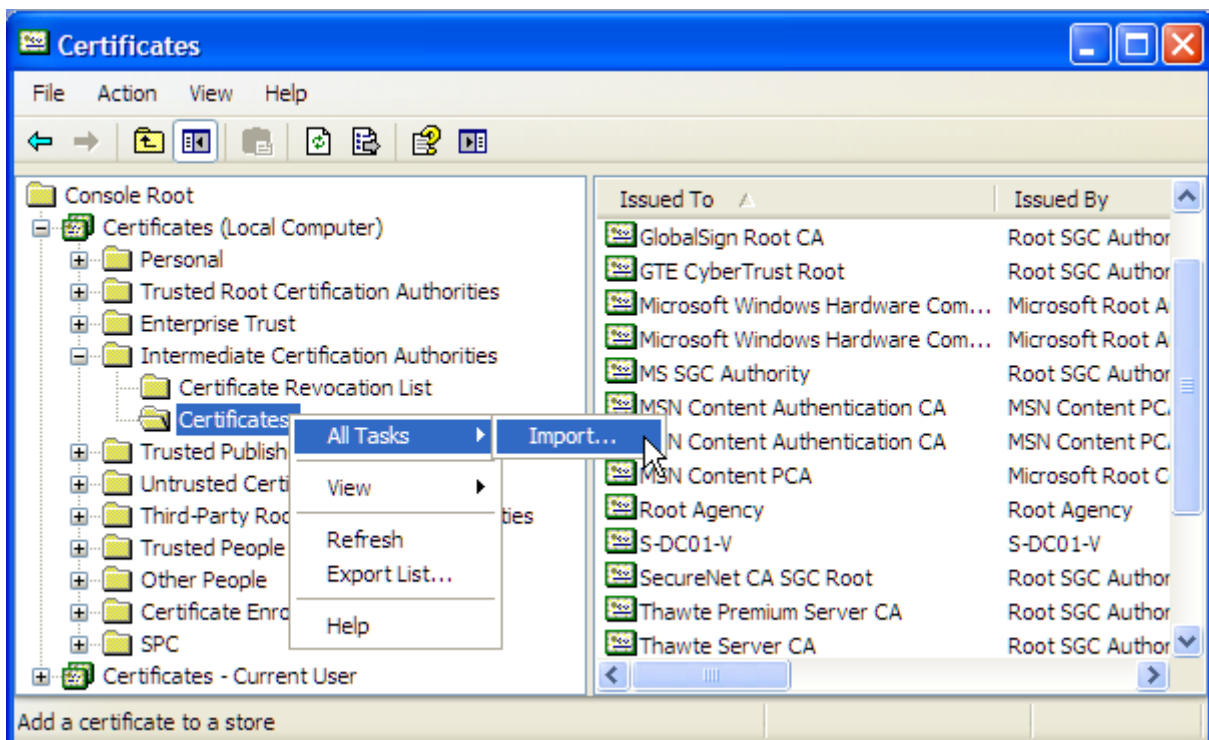 Certificates
File Action View Help
Console Root
Certificates (Local Computer)
Personal
Trusted Root Certification Authorities
Enterprise Trust
Intermediate Certification Authorities
Certificate Revocation List
Certificates
Trusted Publish
Untrusted Certi
Third-Party Roo ties
Trusted People
Other People
Certificate Enro
SPC
Certificates - Current User
All Tasks
View
Refresh
Export List...
Help
Import...
Issued To Issued By
GlobalSign Root CA Root SGC Author
GTE CyberTrust Root Root SGC Author
Microsoft Windows Hardware Com... Microsoft Root A
Microsoft Windows Hardware Com... Microsoft Root A
MS SGC Authority Root SGC Author
MSN Content Authentication CA MSN Content PC
N Content Authentication CA MSN Content PC
MSN Content PCA Microsoft Root C
Root Agency Root Agency
S-DC01-V S-DC01-V
SecureNet CA SGC Root Root SGC Author
Thawte Premium Server CA Root SGC Author
Thawte Server CA Root SGC Author
Add a certificate to a store